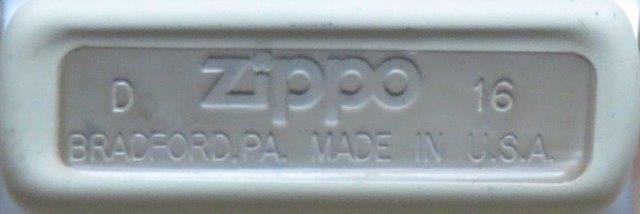 D zippo 16
BRADFORD, PA. MADE IN U.S.A.